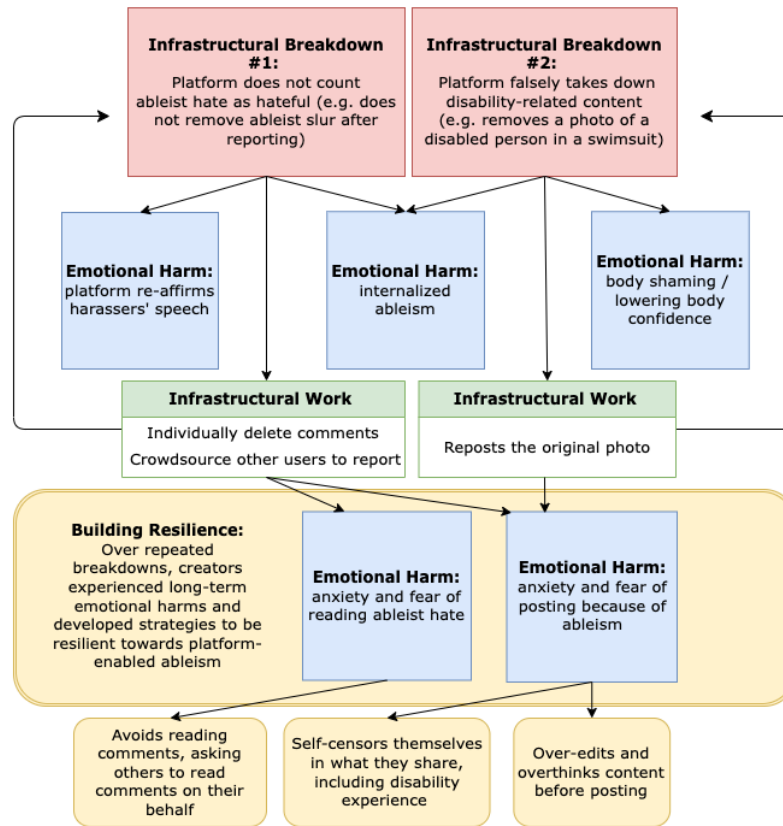 Infrastructural Breakdown
#1:
Platform does not count
ableist hate as hateful (e.g. does
not remove ableist slur after
reporting)
Infrastructural Breakdown
#2:
Platform falsely takes down
disability-related content
(e.g. removes a photo of a
disabled person in a swimsuit)
Emotional Harm:
platform re-affirms
harassers' speech
Emotional Harm:
internalized
ableism
Emotional Harm:
body shaming /
lowering body
confidence
Infrastructural Work
Individually delete comments
Crowdsource other users to report
Infrastructural Work
Reposts the original photo
Building Resilience:
Over repeated
breakdowns, creators
experienced long-term
emotional harms and
developed strategies to be
resilient towards platform-
enabled ableism
Emotional Harm:
anxiety and fear of
reading ableist hate
Emotional Harm:
anxiety and fear of
posting because of
ableism
Avoids reading
comments, asking
others to read
comments on their
behalf
Self-censors themselves
in what they share,
including disability
experience
Over-edits and
overthinks content
before posting